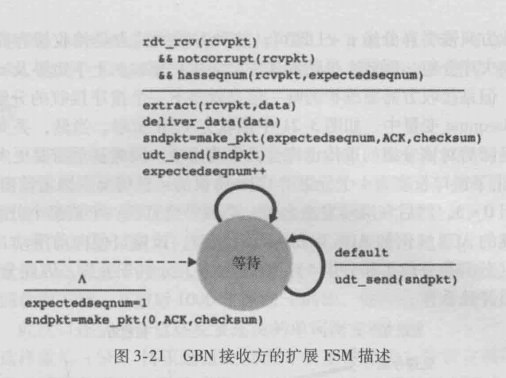 rdt_rcv(rcvpkt)
&& notcorrupt(rcvpkt)
&& hasseqnum(rcvpkt,expectedseqnum)
extract(rcvpkt,data)
deliver_data(data)
sndpkt=make_pkt(expectedseqnum,ACK,checksum)
udt_send(sndpkt)
expectedseqnum++
等待
default
udt_send(sndpkt)
Λ
expectedseqnum=1
sndpkt=make_pkt(0,ACK,checksum)
图 3-21 GBN 接收方的扩展 FSM 描述